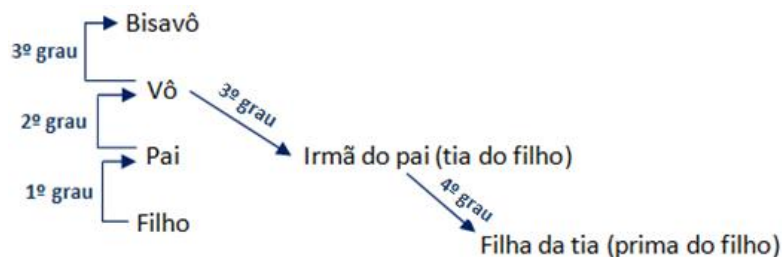 Bisavô
3º grau
Vô
3º grau
2º grau
Pai
Irmã do pai (tia do filho)
1º grau
4º grau
Filho
Filha da tia (prima do filho)